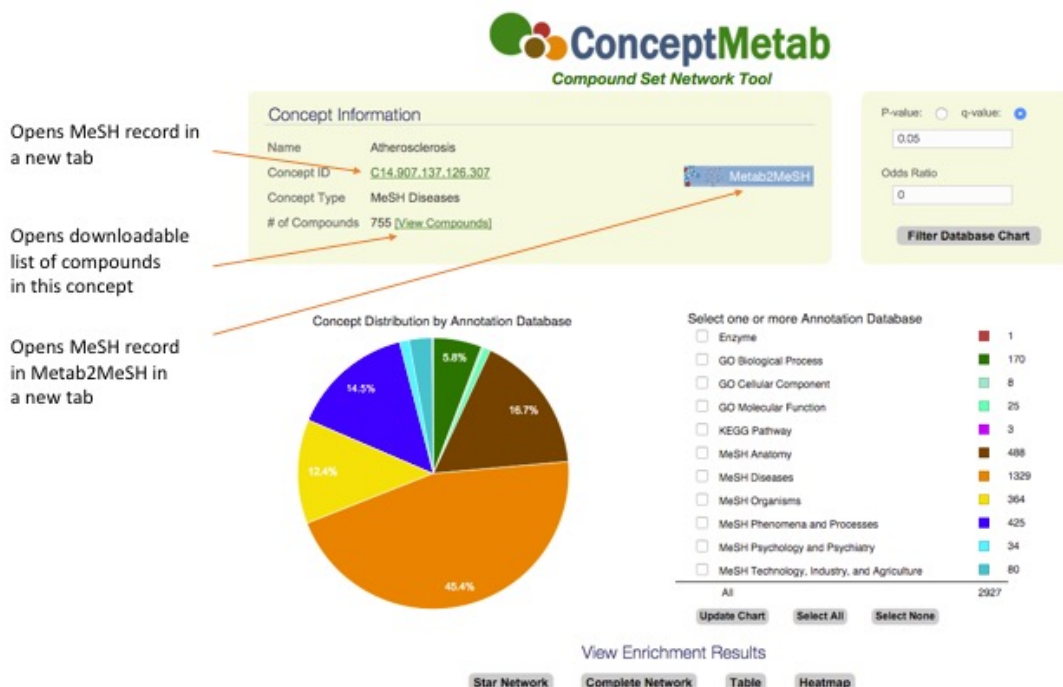 ConceptMetab
Compound Set Network Tool
Opens MeSH record in
a new tab
Opens downloadable
list of compounds
in this concept
Opens MeSH record
in Metab2MeSH in
a new tab
Concept Information
Name Atherosclerosis
Concept ID C14.907.137.126.307
Concept Type MeSH Diseases
# of Compounds 755 [View Compounds]
Metab2MeSH
P-value: q-value:
0.05
Odds Ratio
0
Filter Database Chart
Concept Distribution by Annotation Database
5.8%
14.5%
16.7%
12.4%
45.4%
Select one or more Annotation Database
Enzyme 1
GO Biological Process 170
GO Cellular Component 8
GO Molecular Function 25
KEGG Pathway 3
MeSH Anatomy 488
MeSH Diseases 1329
MeSH Organisms 364
MeSH Phenomena and Processes 425
MeSH Psychology and Psychiatry 34
MeSH Technology, Industry, and Agriculture 80
All 2927
Update Chart Select All Select None
View Enrichment Results
Star Network Complete Network Table Heatmap